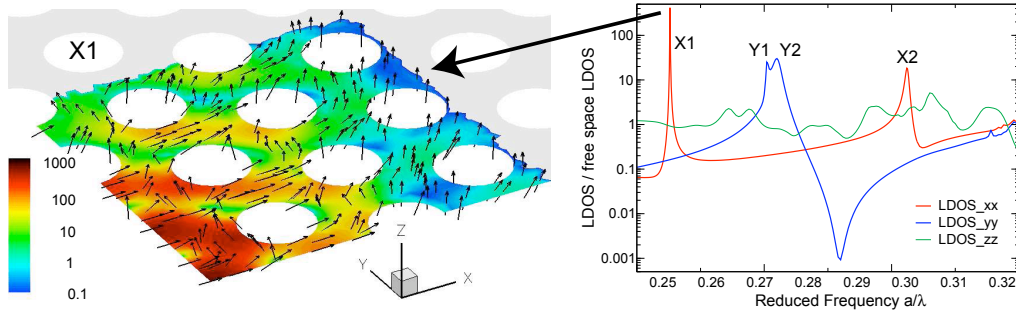 X1
1000
100
10
1
0.1
Z
Y
X
LDOS / free space LDOS
100
10
1
0.1
0.01
0.001
X1
Y1
Y2
X2
LDOS_xx
LDOS_yy
LDOS_zz
0.25
0.26
0.27
0.28
0.29
0.30
0.31
0.32
Reduced Frequency a/λ